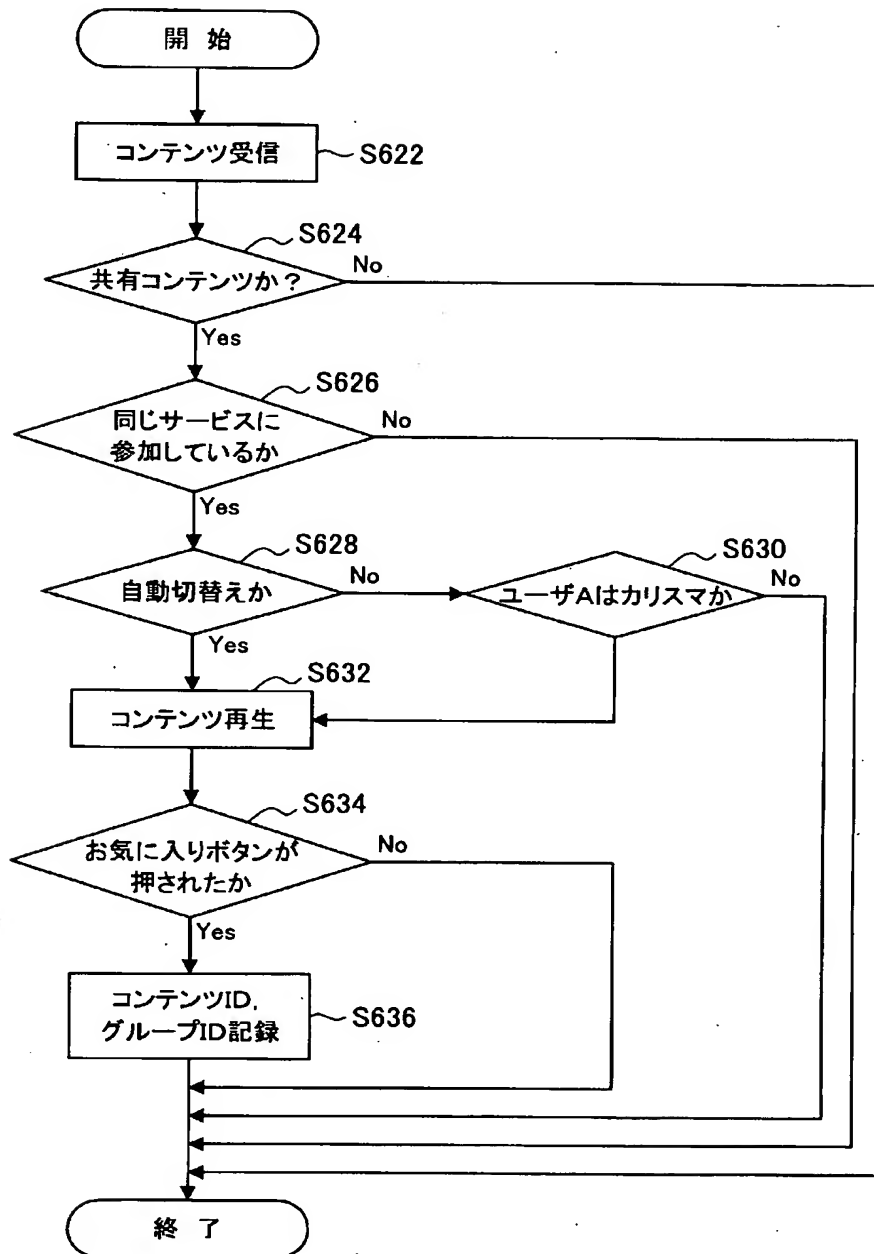 開 始
コンテンツ受信
S622
S624
共有コンテンツか？
No
Yes
S626
同じサービスに
参加しているか
No
Yes
S628
自動切替えか
No
S630
ユーザAはカリスマか
No
Yes
S632
コンテンツ再生
S634
お気に入りボタンが
押されたか
No
Yes
コンテンツID,
グループID記録
S636
終 了